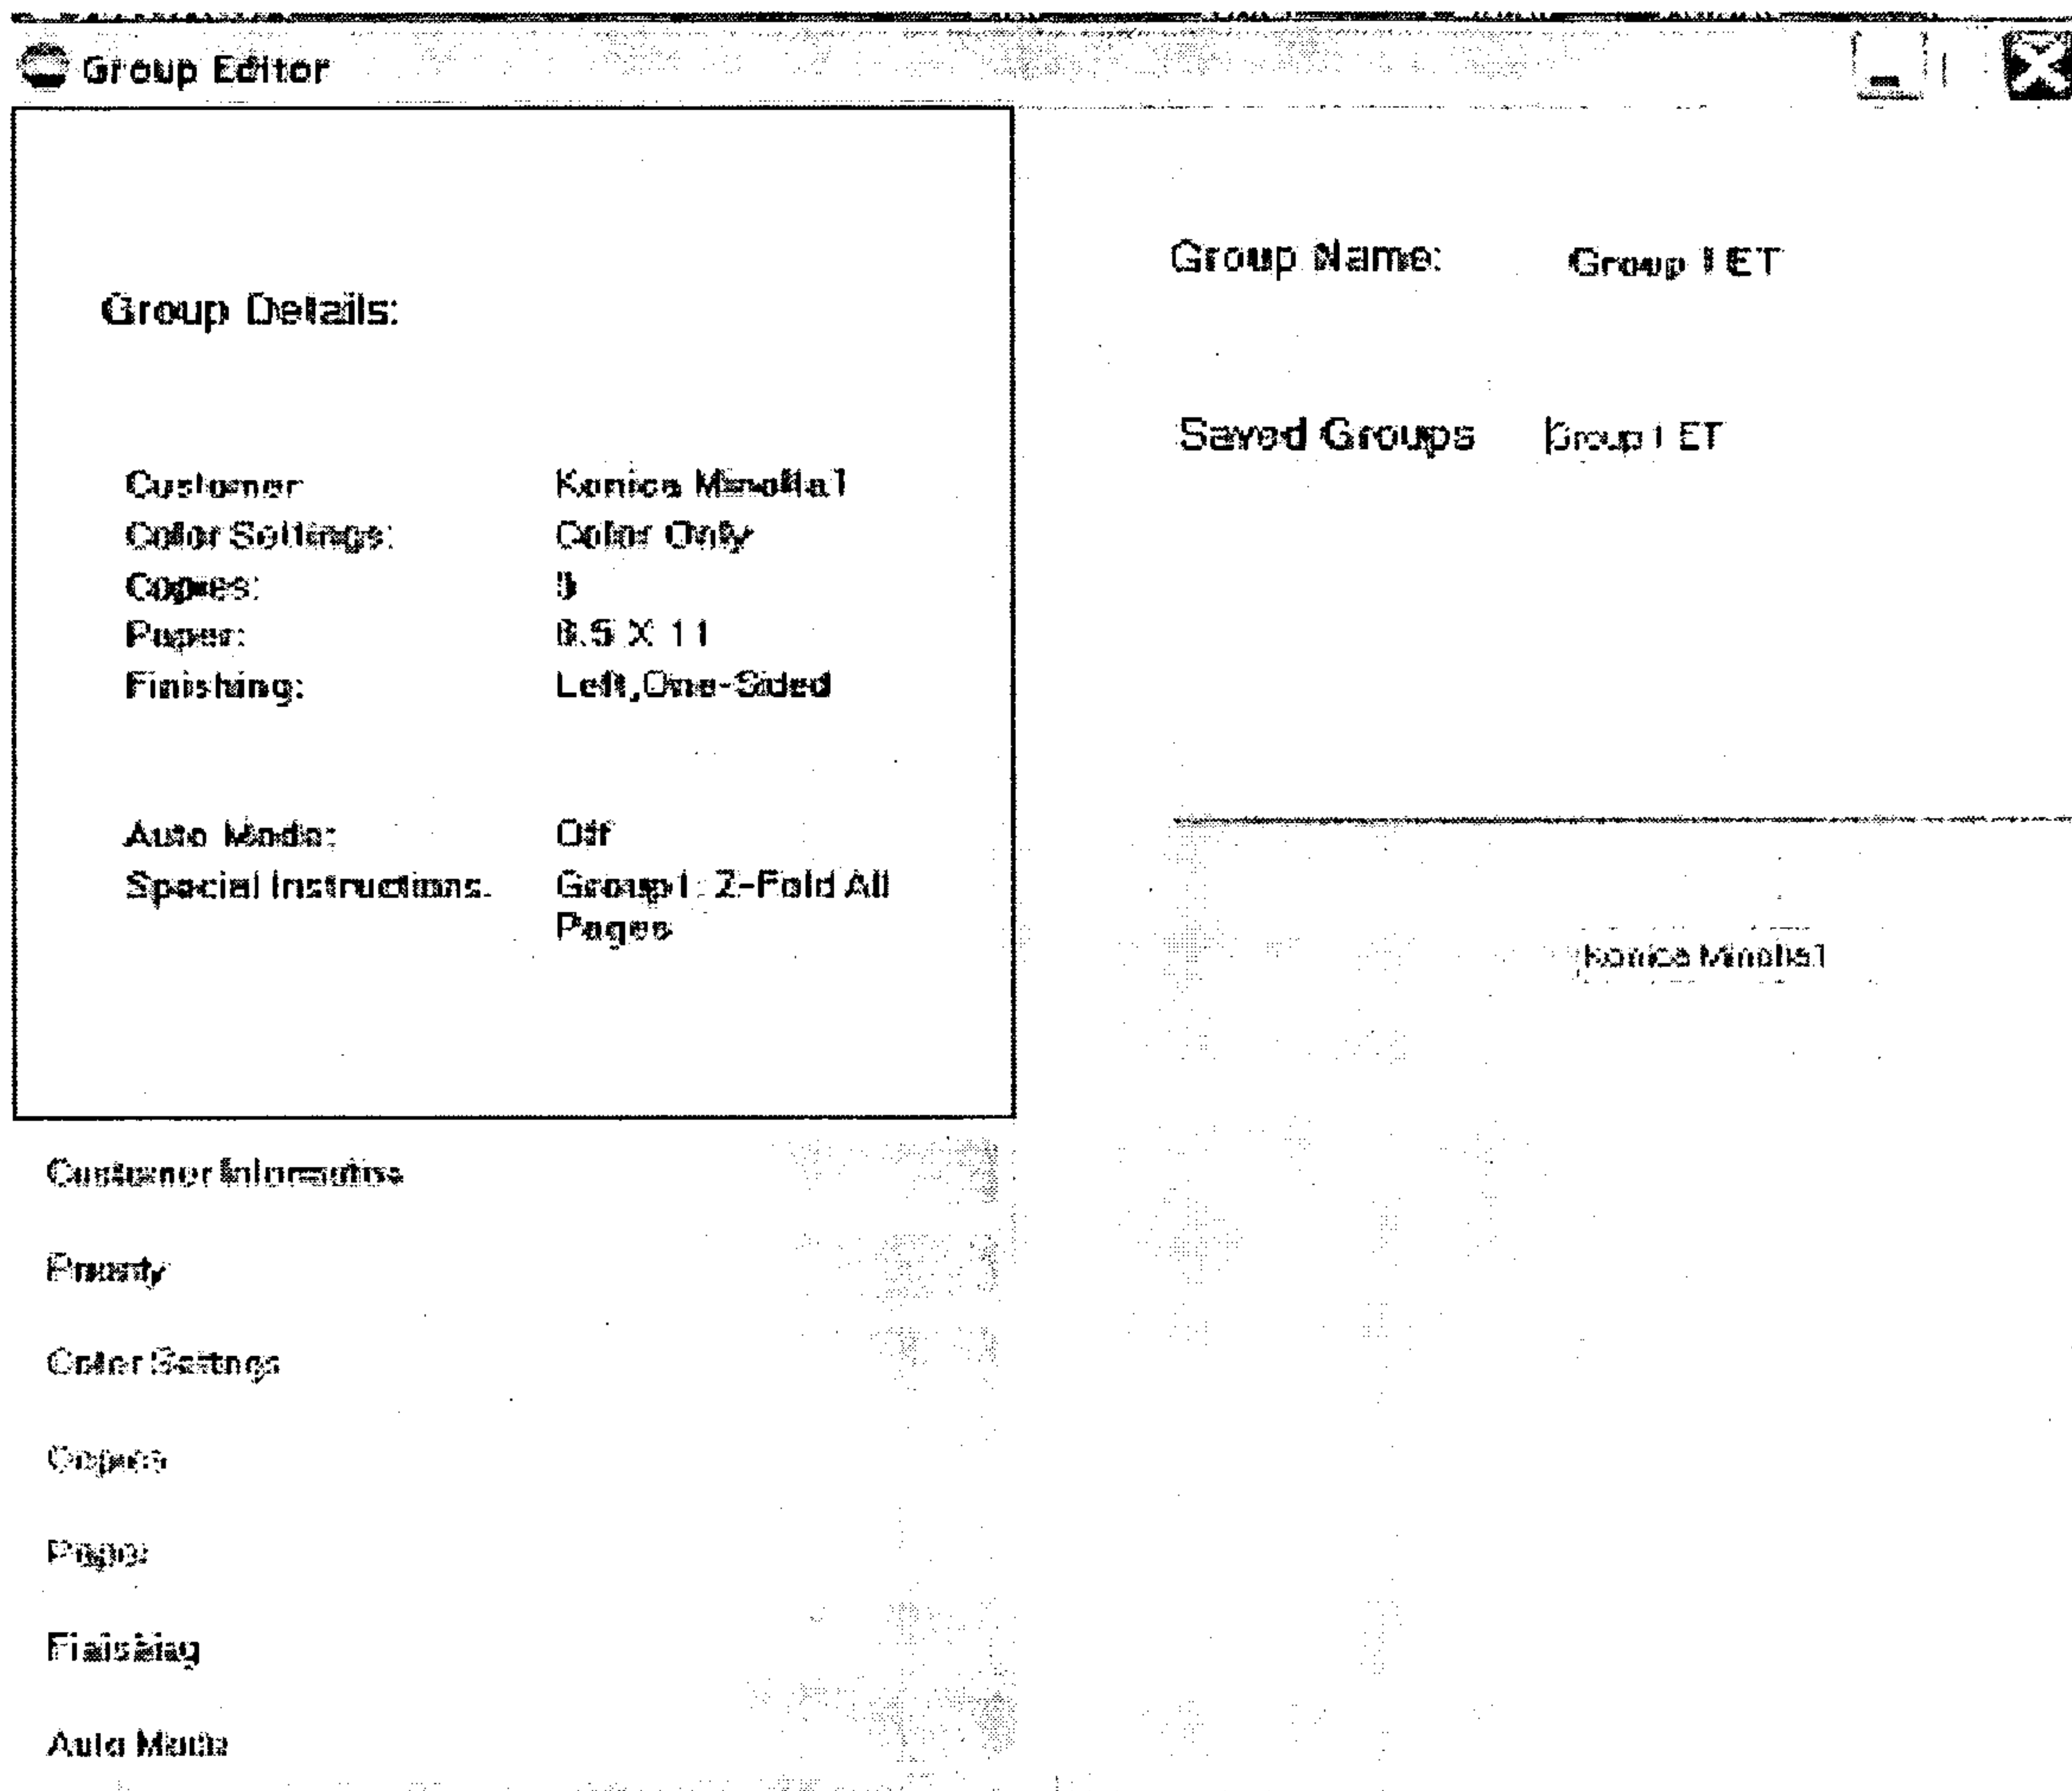 Group Editor
Group Details:
Customer Konica Minolta1
Color Settings: Color Only
Copies:
Paper: 8.5 X 11
Finishing: Left,One-Sided
Auto Mode: Off
Special Instructions. Group1: Z-Fold All
Pages
Group Name: Group 1 ET
Saved Groups Group 1 ET
Konica Minolta1
Customer Information
Priority
Color Settings
Copies
Paper
Finishing
Auto Mode